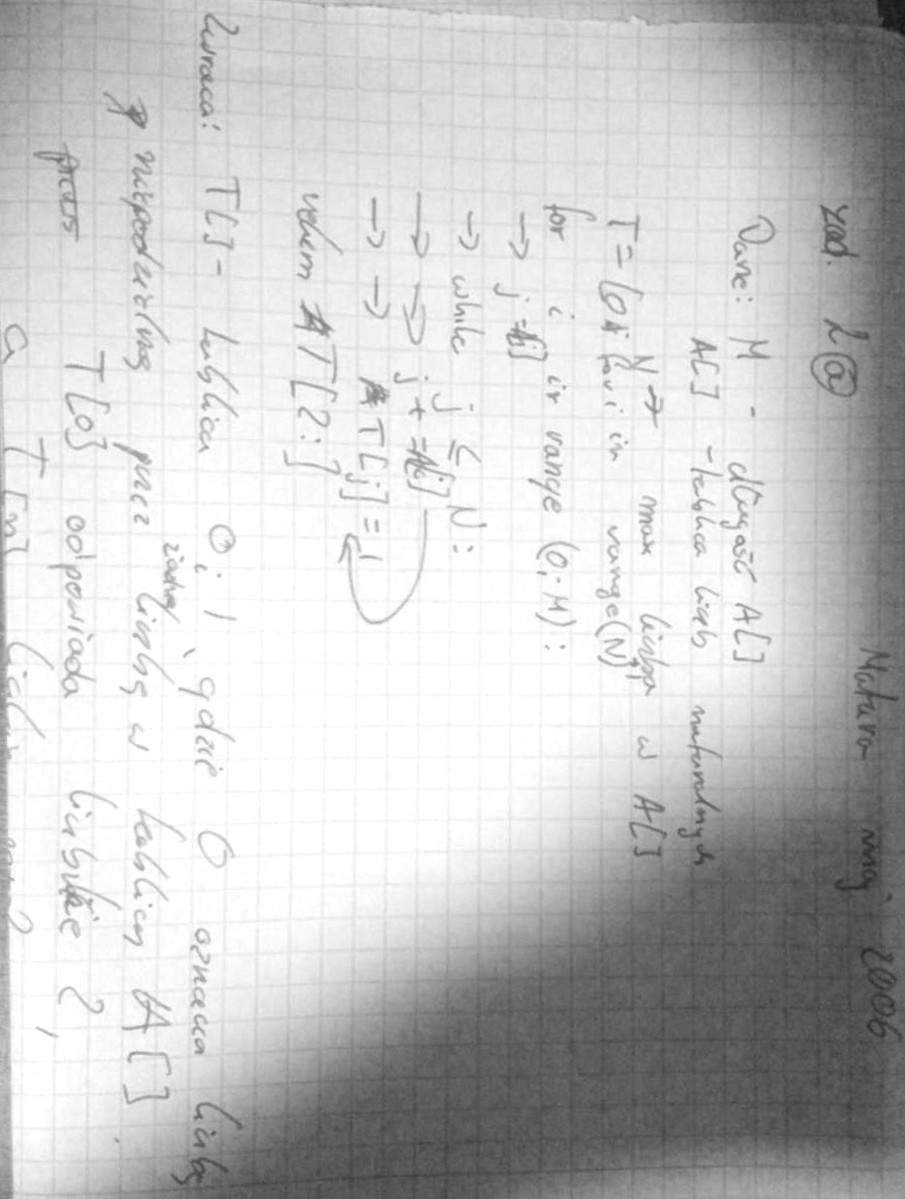 Matura maj 2006
zad. 2 a
Dane: M - długość A[]
A[] - tablica liczb naturalnych
N → max liczba w A[]
T = [0 for i in range(N)]
for i in range (0, M):
→ j = A[i]
→ while j ≤ N:
→ → j += A[i]
→ → T[j] = 1
return T[2:]
Zwraca: T[] - tablica 0 i 1, gdzie 0 oznacza liczbę
niepodzielną przez żadną liczbę w tablicy A[]
T[0] odpowiada liczbie 2,
a T[n]